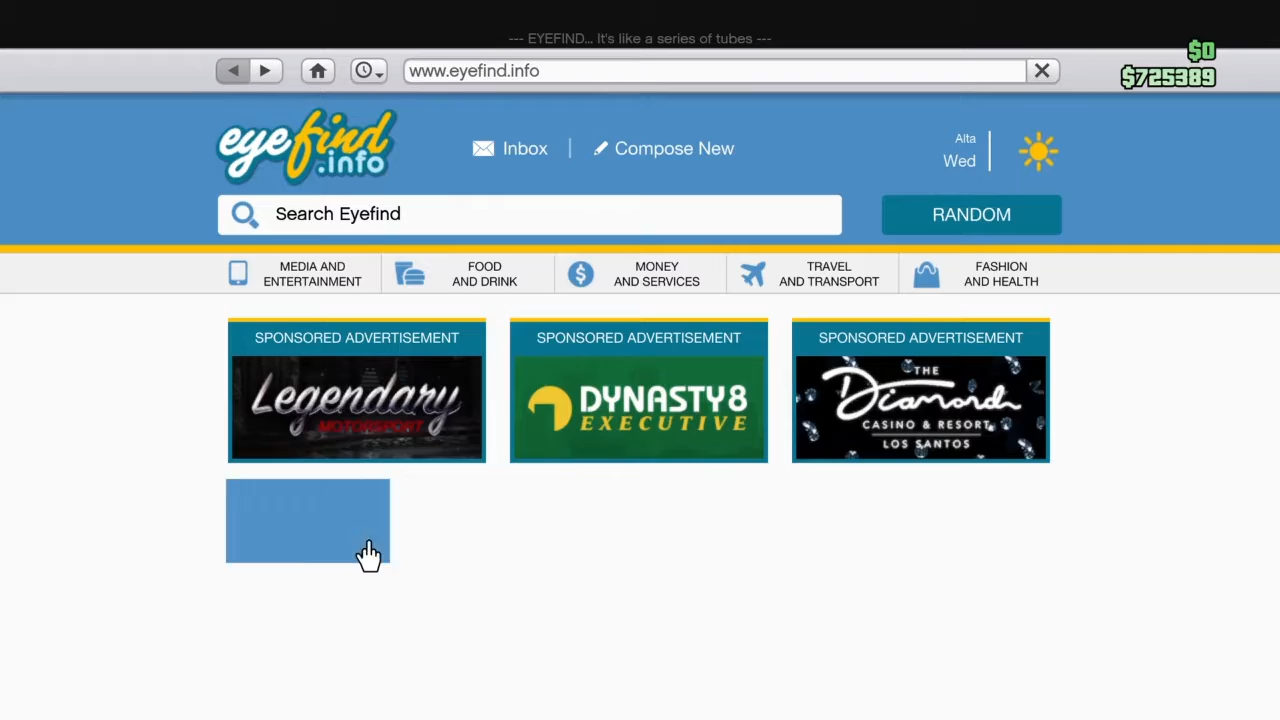 --- EYEFIND... It's like a series of tubes ---
www.eyefind.info
$0
$725389
eyefind
.info
Inbox
Compose New
Alta
Wed
Search Eyefind
RANDOM
MEDIA AND
ENTERTAINMENT
FOOD
AND DRINK
MONEY
AND SERVICES
TRAVEL
AND TRANSPORT
FASHION
AND HEALTH
SPONSORED ADVERTISEMENT
Legendary
MOTORSPORT
SPONSORED ADVERTISEMENT
DYNASTY8
EXECUTIVE
SPONSORED ADVERTISEMENT
THE
Diamond
CASINO & RESORT
LOS SANTOS